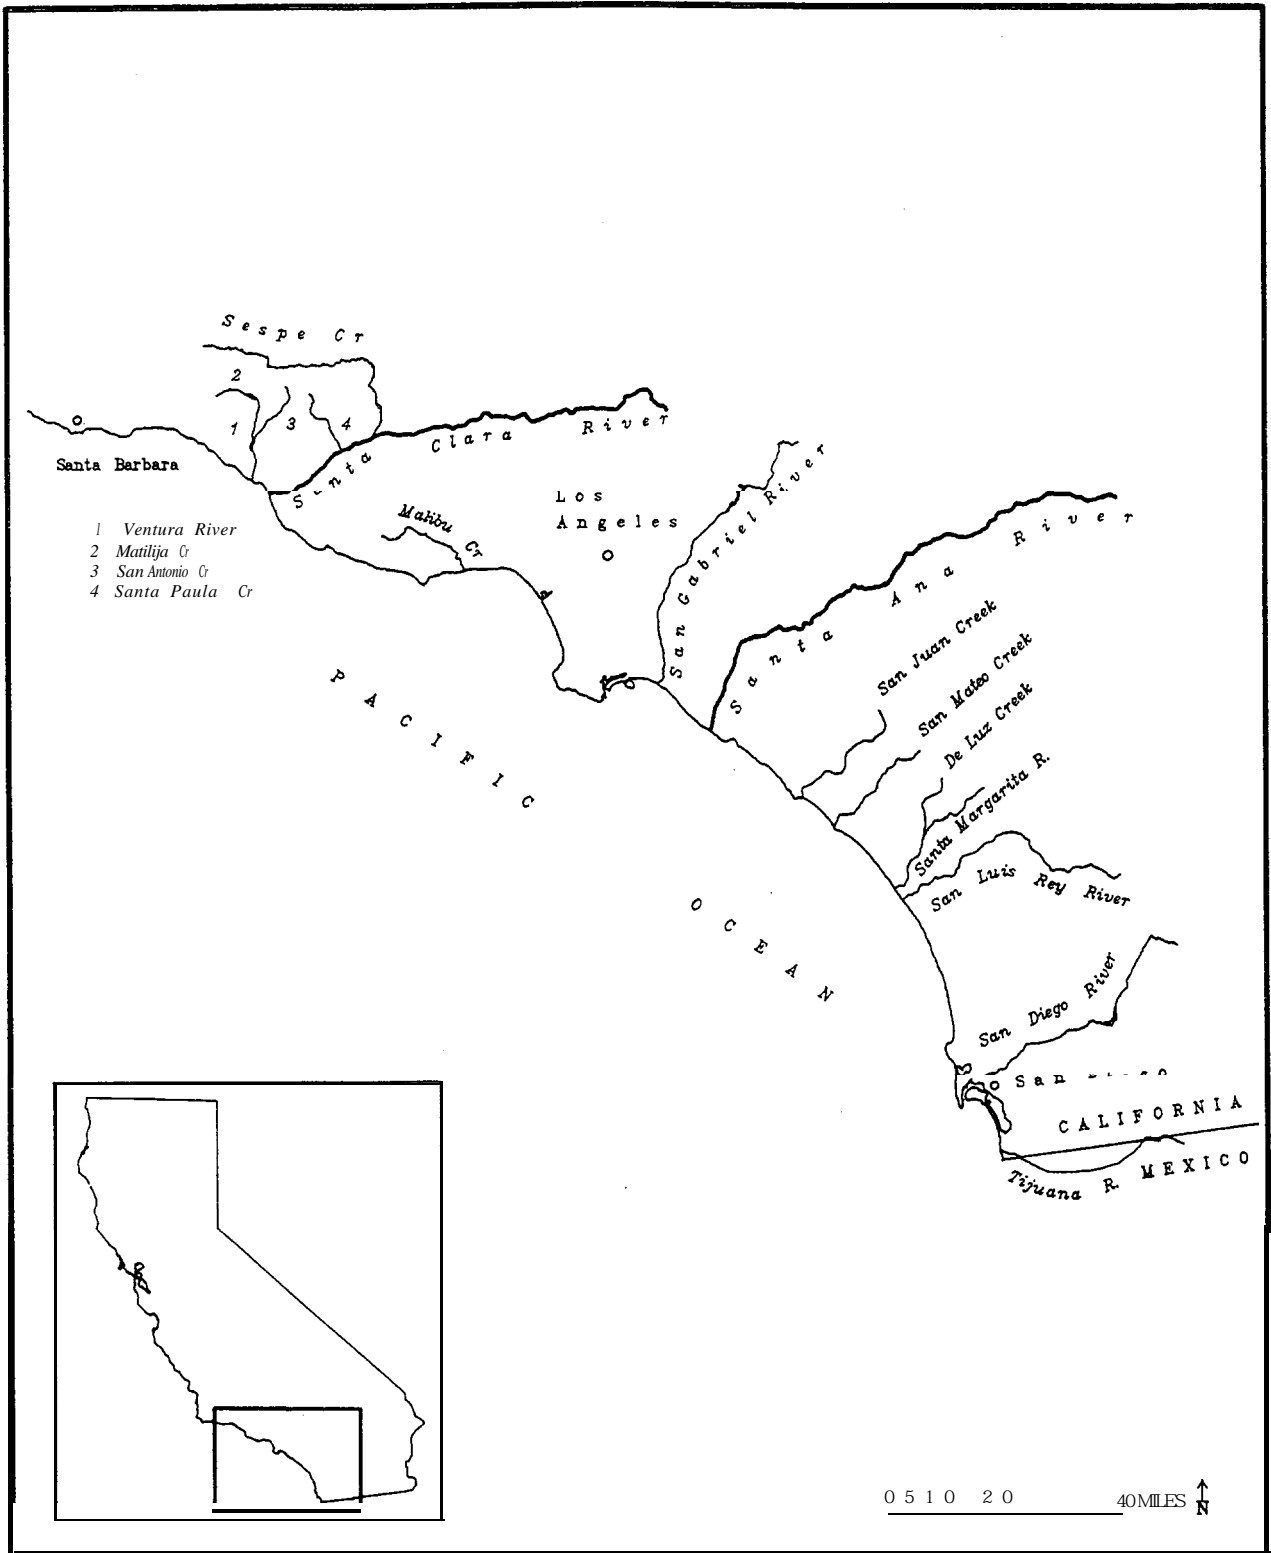 Sespe Cr
2
1
3
4
Santa Clara River
Santa Barbara
Los
Angeles
San Gabriel River
Malibu Cr
1 Ventura River
2 Matilija Cr
3 San Antonio Cr
4 Santa Paula Cr
Santa Ana River
San Juan Creek
San Mateo Creek
De Luz Creek
Santa Margarita R.
San Luis Rey River
PACIFIC
OCEAN
San Diego River
San
CALIFORNIA
MEXICO
Tijuana R.
0 5 10 20 40 MILES
N